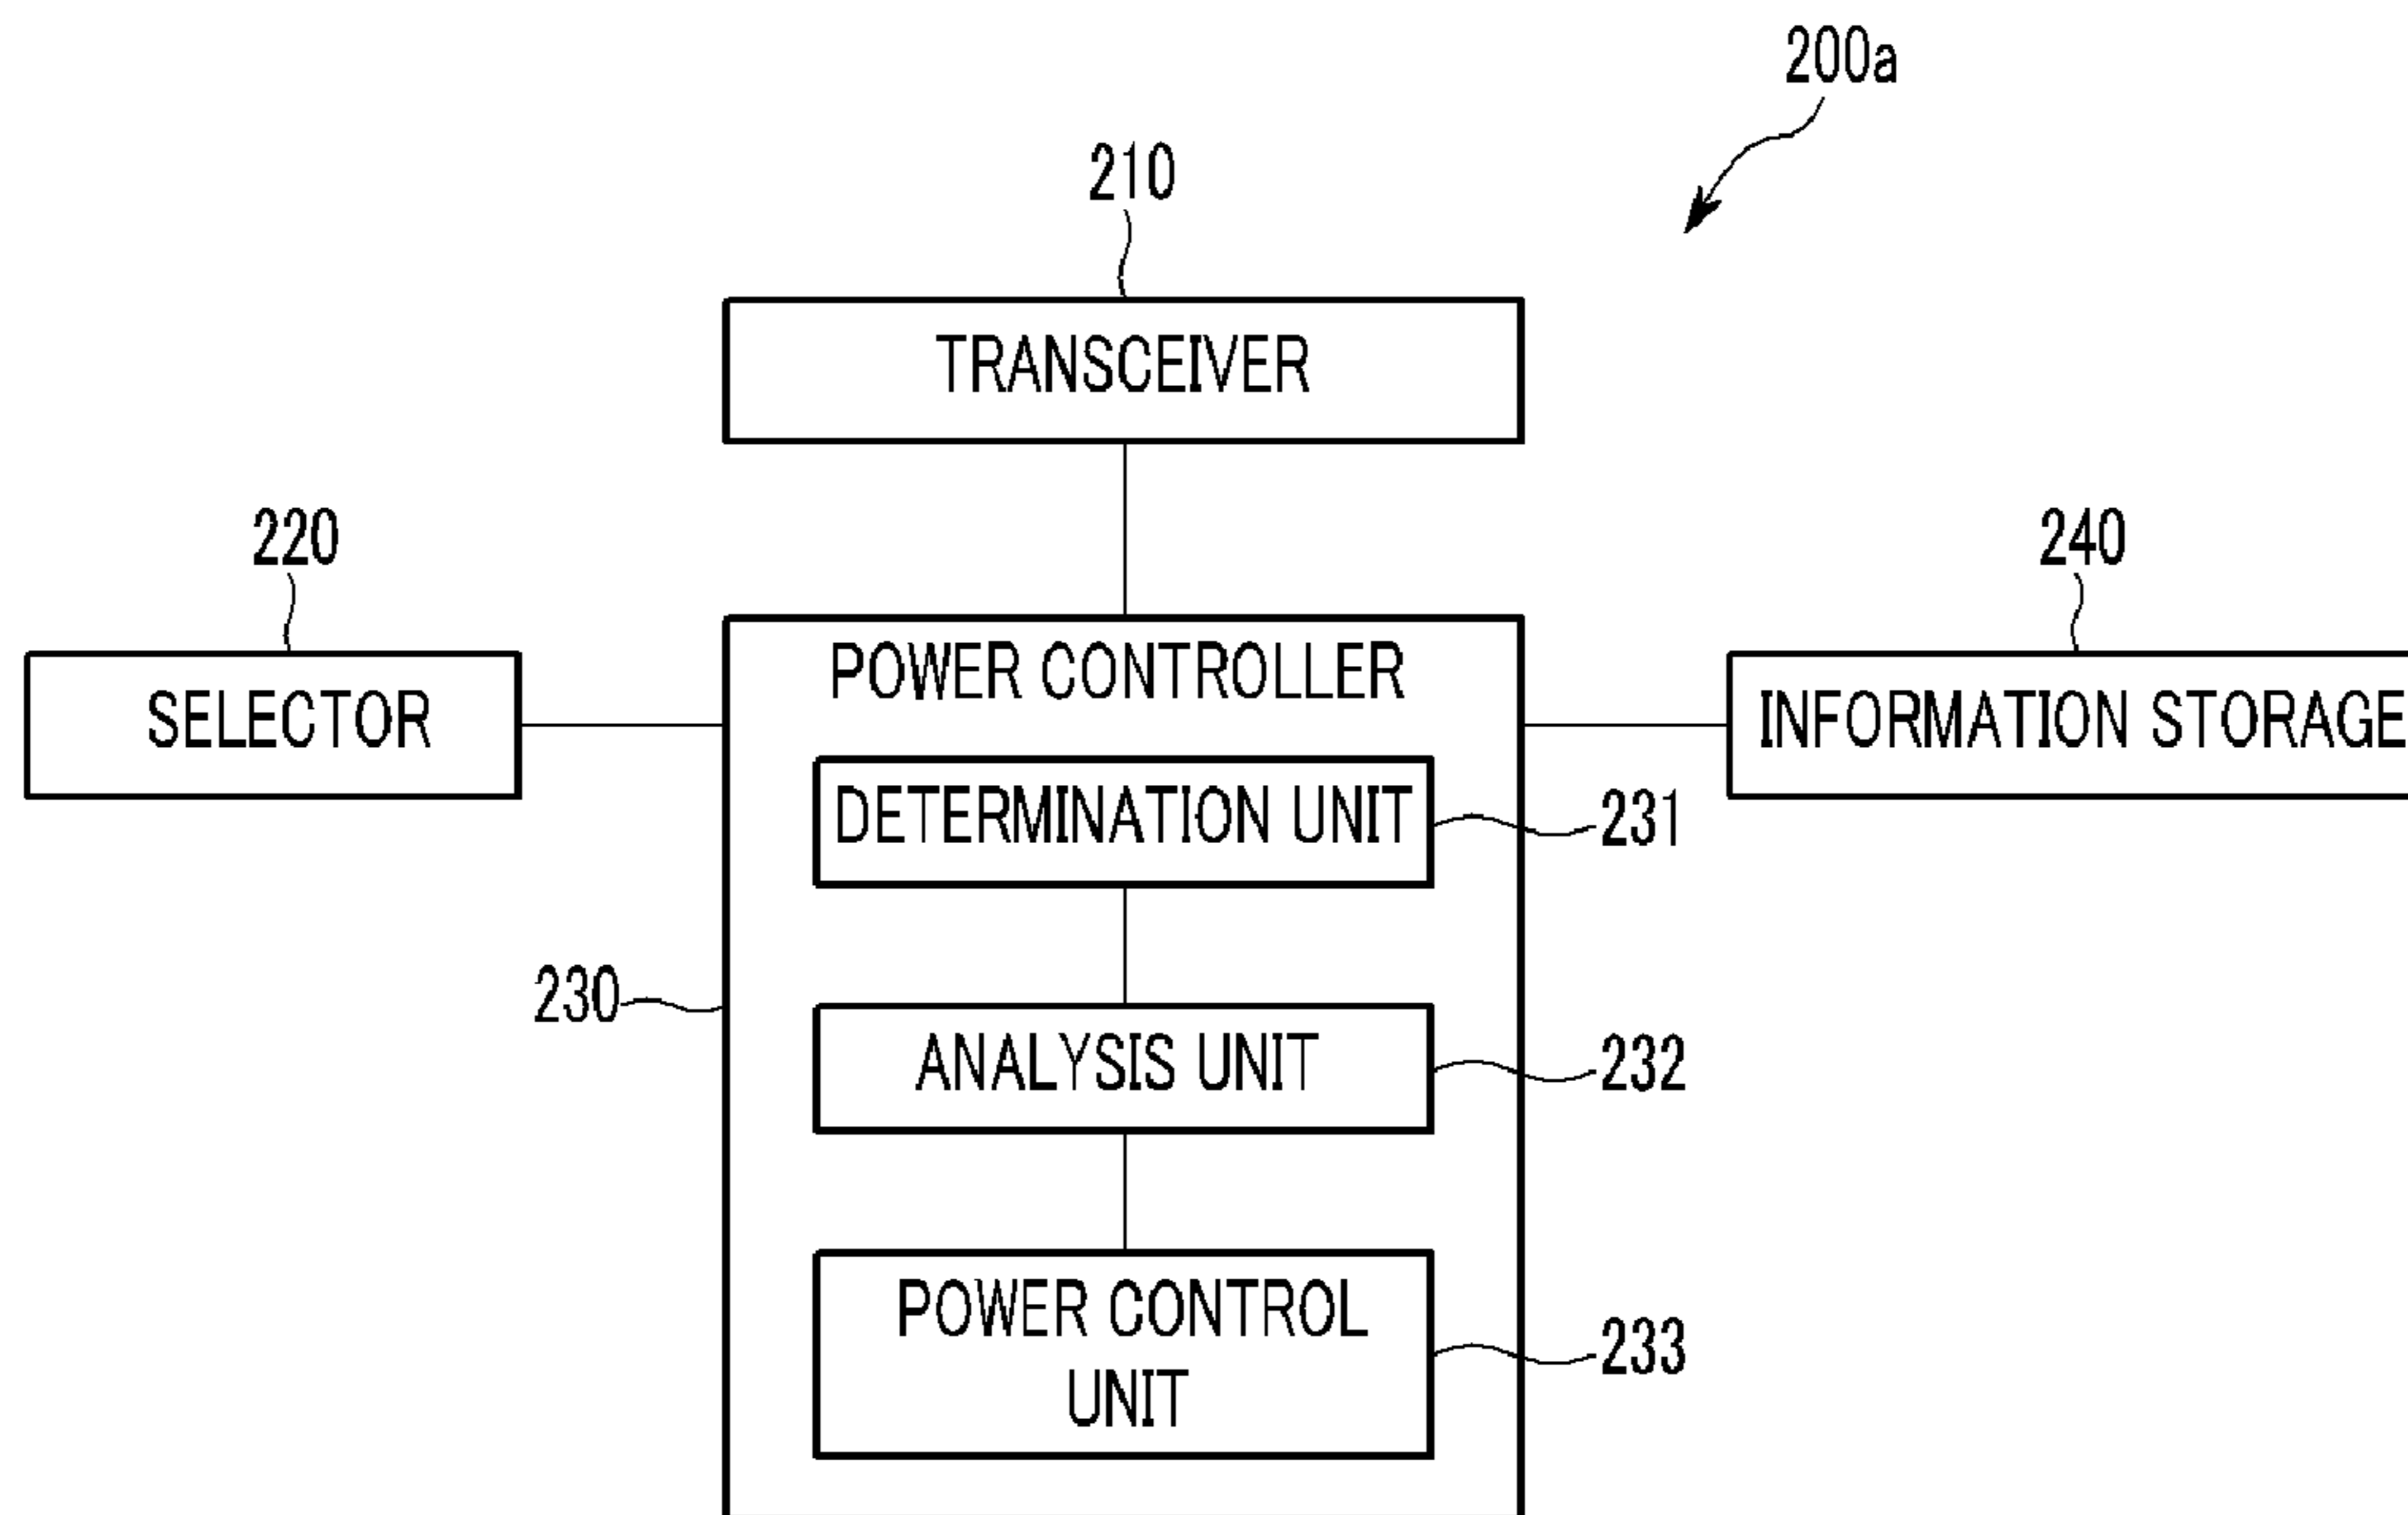 200a
210
TRANSCEIVER
220
240
SELECTOR
POWER CONTROLLER
INFORMATION STORAGE
DETERMINATION UNIT
231
230
ANALYSIS UNIT
232
POWER CONTROL
UNIT
233